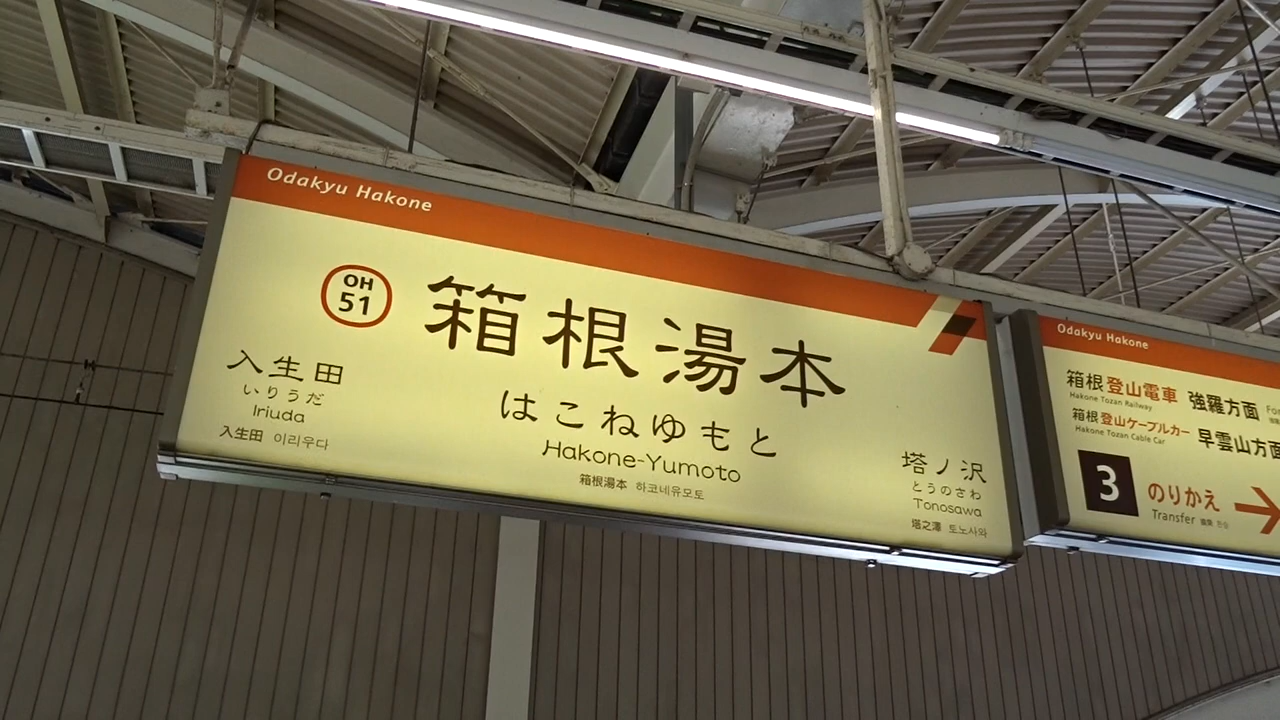 Odakyu Hakone
OH
51
箱根湯本
はこねゆもと
Hakone-Yumoto
箱根湯本 하코네유모토
入生田
いりうだ
Iriuda
入生田 이리우다
塔ノ沢
とうのさわ
Tonosawa
塔之澤 토노사와
Odakyu Hakone
箱根登山電車 強羅方面
Hakone Tozan Railway
箱根登山ケーブルカー 早雲山方面
Hakone Tozan Cable Car
3 のりかえ
Transfer